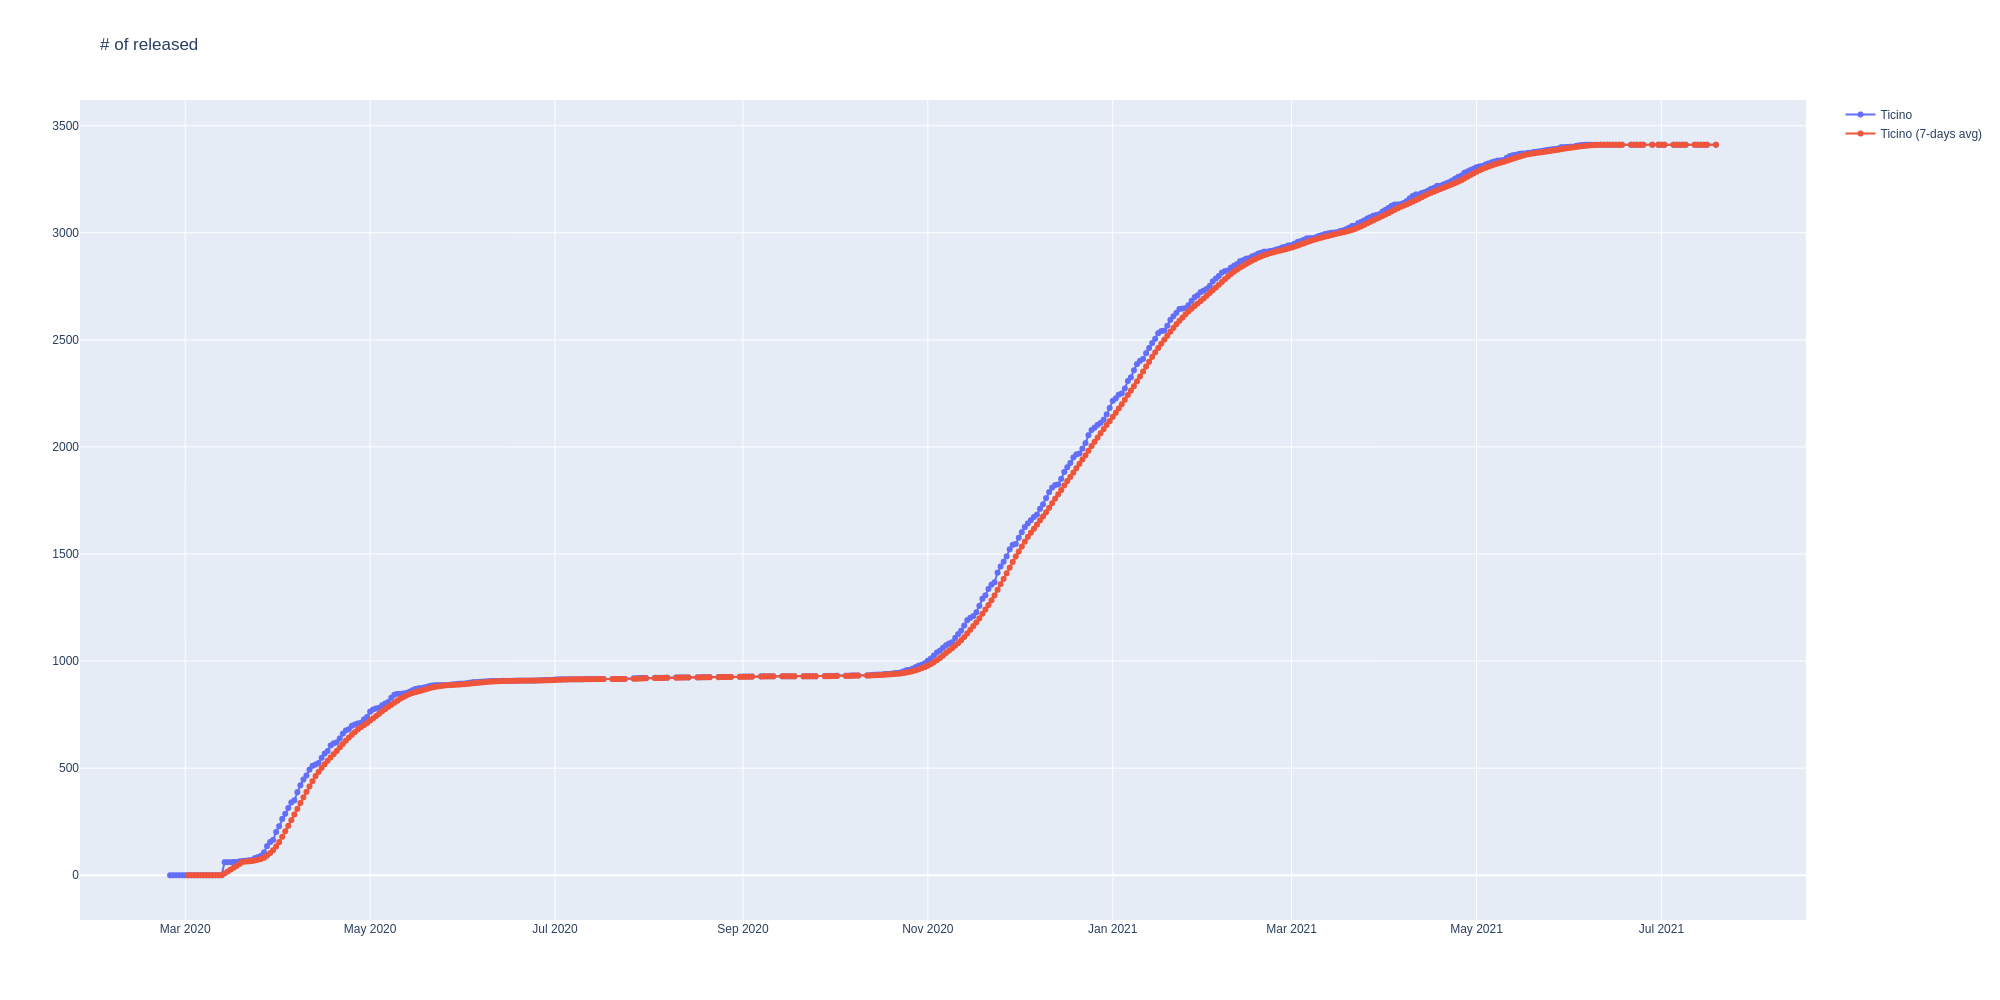 # of released
Ticino
Ticino (7-days avg)
3500
3000
2500
2000
1500
1000
500
0
Mar 2020
May 2020
Jul 2020
Sep 2020
Nov 2020
Jan 2021
Mar 2021
May 2021
Jul 2021